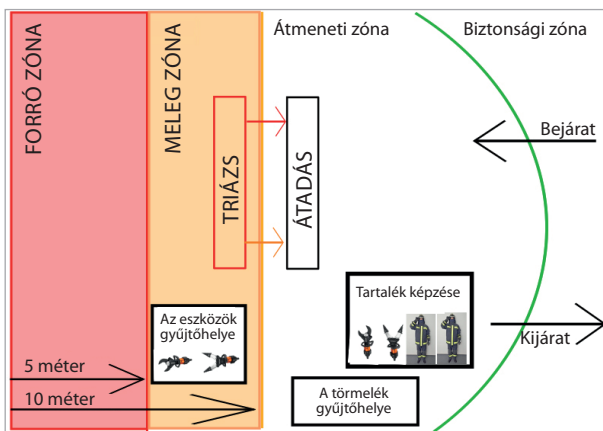 FORRÓ ZÓNA
MELEG ZÓNA
Átmeneti zóna
Biztonsági zóna
TRIÁZS
ÁTADÁS
Bejárat
Az eszközök
gyűjtőhelye
Tartalék képzése
Kijárat
5 méter
10 méter
A törmelék
gyűjtőhelye